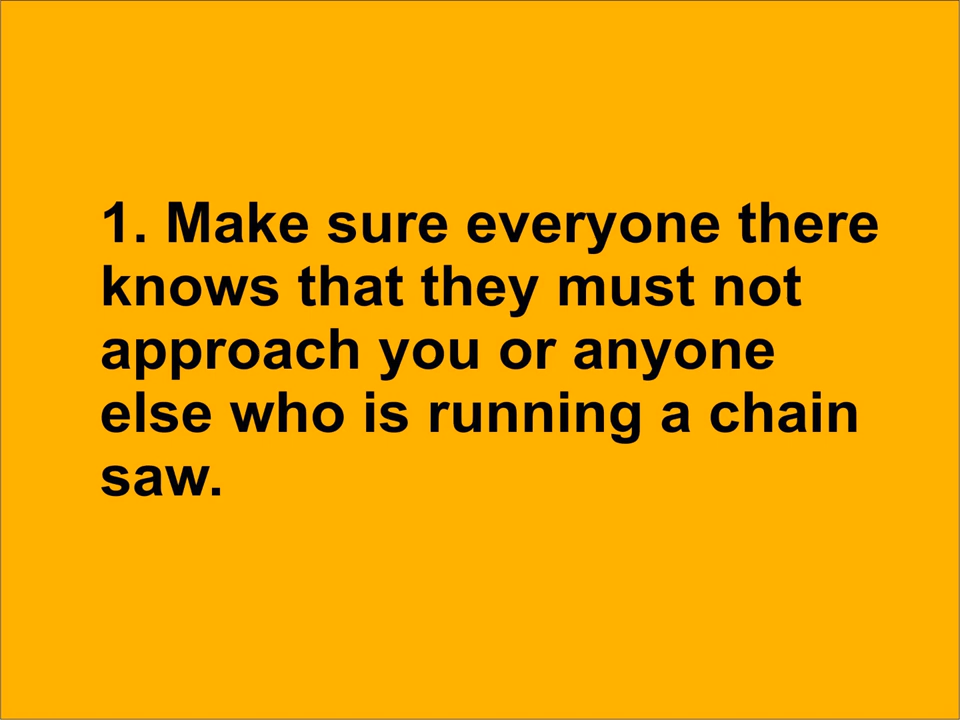 1. Make sure everyone there
knows that they must not
approach you or anyone
else who is running a chain
saw.